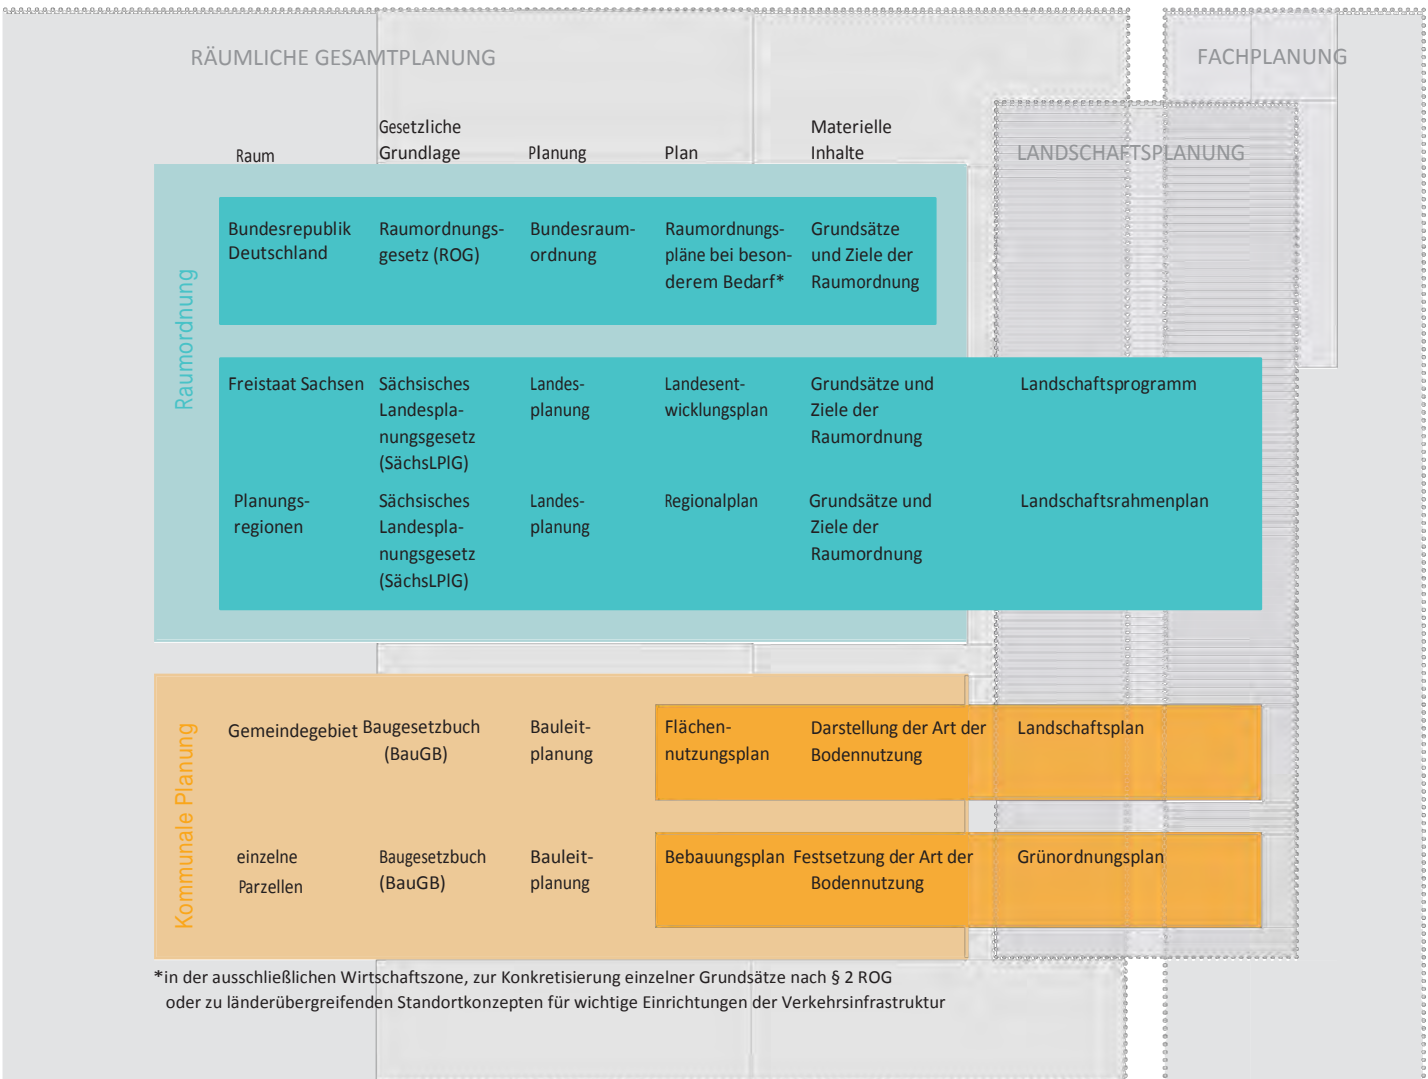 RÄUMLICHE GESAMTPLANUNG
FACHPLANUNG
LANDSCHAFTSPLANUNG
Raum
Gesetzliche
Grundlage
Planung
Plan
Materielle
Inhalte
Raumordnung
Bundesrepublik
Deutschland
Raumordnungs-
gesetz (ROG)
Bundesraum-
ordnung
Raumordnungs-
pläne bei beson-
derem Bedarf*
Grundsätze
und Ziele der
Raumordnung
Freistaat Sachsen
Sächsisches
Landespla-
nungsgesetz
(SächsLPlG)
Landes-
planung
Landesent-
wicklungsplan
Grundsätze und
Ziele der
Raumordnung
Landschaftsprogramm
Planungs-
regionen
Sächsisches
Landespla-
nungsgesetz
(SächsLPlG)
Landes-
planung
Regionalplan
Grundsätze und
Ziele der
Raumordnung
Landschaftsrahmenplan
Kommunale Planung
Gemeindegebiet
Baugesetzbuch
(BauGB)
Bauleit-
planung
Flächen-
nutzungsplan
Darstellung der Art der
Bodennutzung
Landschaftsplan
einzelne
Parzellen
Baugesetzbuch
(BauGB)
Bauleit-
planung
Bebauungsplan
Festsetzung der Art der
Bodennutzung
Grünordnungsplan
*in der ausschließlichen Wirtschaftszone, zur Konkretisierung einzelner Grundsätze nach § 2 ROG
oder zu länderübergreifenden Standortkonzepten für wichtige Einrichtungen der Verkehrsinfrastruktur